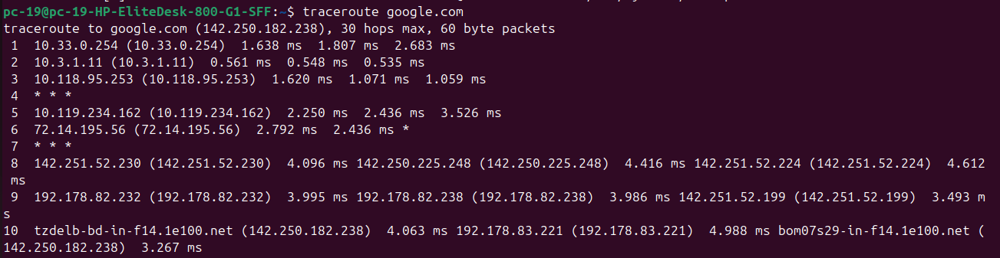 pc-19@pc-19-HP-EliteDesk-800-G1-SFF:~$ traceroute google.com
traceroute to google.com (142.250.182.238), 30 hops max, 60 byte packets
 1  10.33.0.254 (10.33.0.254)  1.638 ms  1.807 ms  2.683 ms
 2  10.3.1.11 (10.3.1.11)  0.561 ms  0.548 ms  0.535 ms
 3  10.118.95.253 (10.118.95.253)  1.620 ms  1.071 ms  1.059 ms
 4  * * *
 5  10.119.234.162 (10.119.234.162)  2.250 ms  2.436 ms  3.526 ms
 6  72.14.195.56 (72.14.195.56)  2.792 ms  2.436 ms *
 7  * * *
 8  142.251.52.230 (142.251.52.230)  4.096 ms 142.250.225.248 (142.250.225.248)  4.416 ms 142.251.52.224 (142.251.52.224)  4.612
 ms
 9  192.178.82.232 (192.178.82.232)  3.995 ms 192.178.82.238 (192.178.82.238)  3.986 ms 142.251.52.199 (142.251.52.199)  3.493 m
s
10  tzdelb-bd-in-f14.1e100.net (142.250.182.238)  4.063 ms 192.178.83.221 (192.178.83.221)  4.988 ms bom07s29-in-f14.1e100.net (
142.250.182.238)  3.267 ms